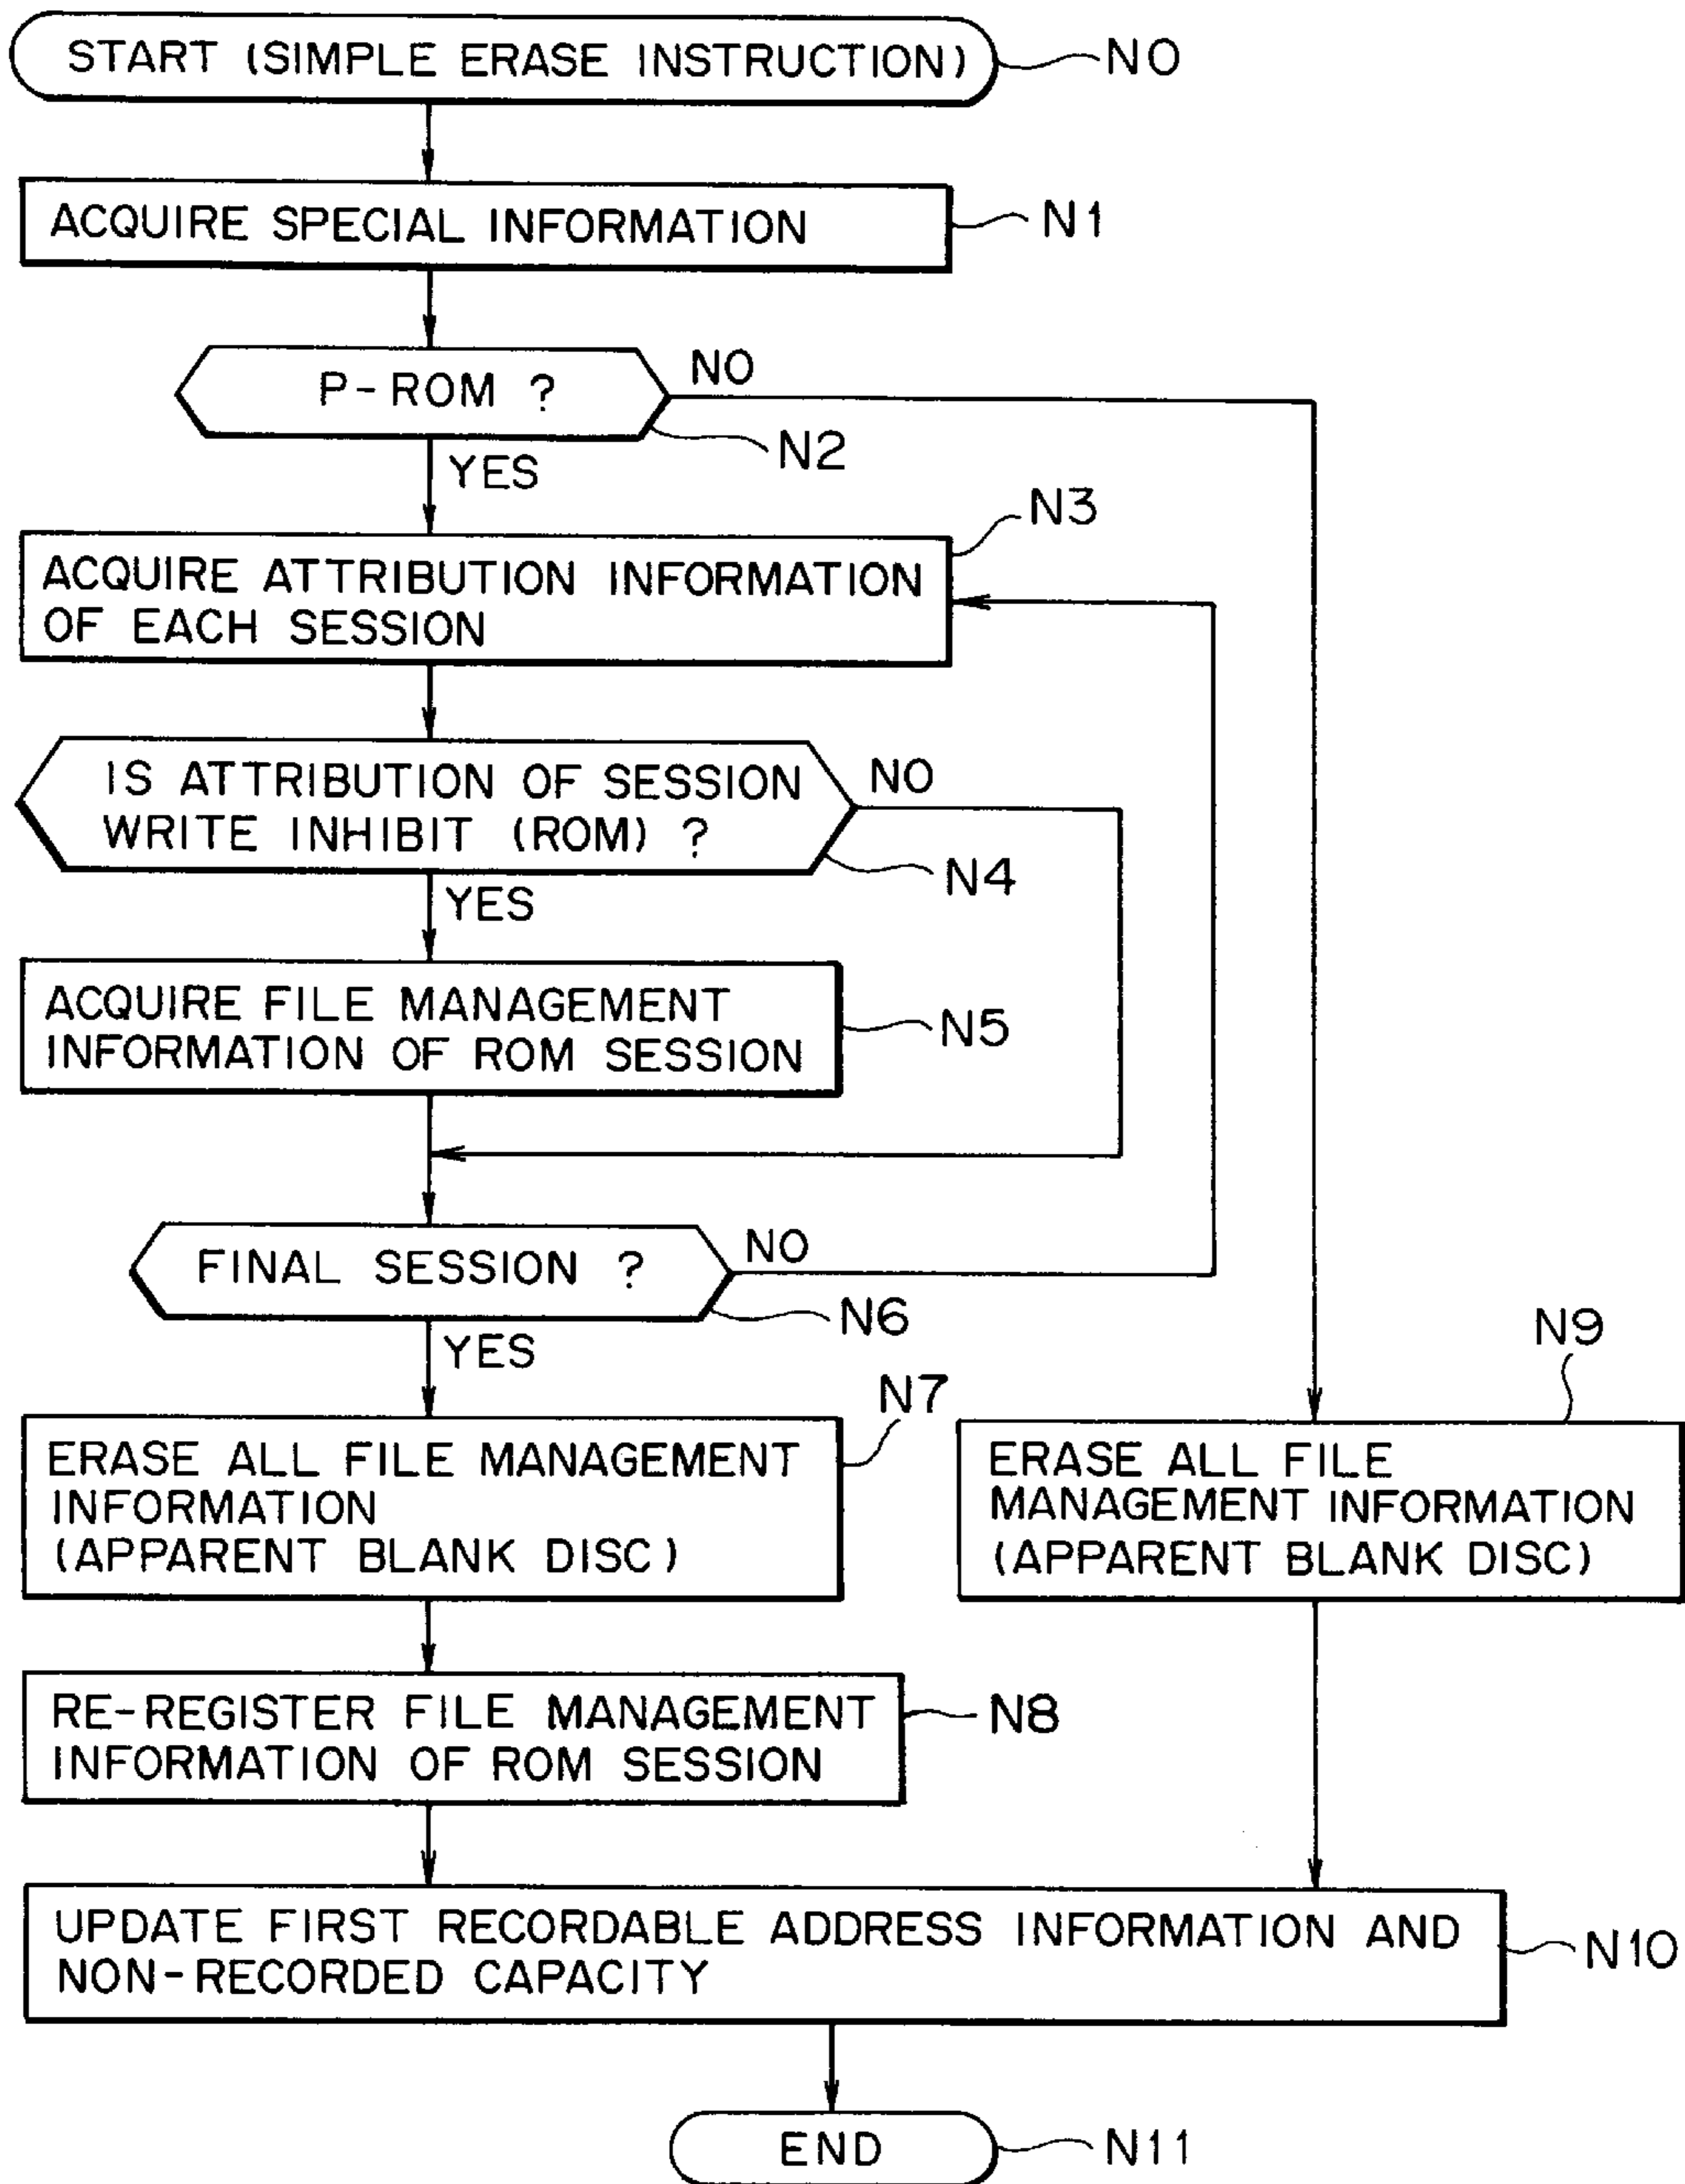 START (SIMPLE ERASE INSTRUCTION)
N0
ACQUIRE SPECIAL INFORMATION
N1
P-ROM ?
NO
N2
YES
N3
ACQUIRE ATTRIBUTION INFORMATION
OF EACH SESSION
IS ATTRIBUTION OF SESSION
WRITE INHIBIT (ROM) ?
NO
N4
YES
ACQUIRE FILE MANAGEMENT
INFORMATION OF ROM SESSION
N5
FINAL SESSION ?
NO
N6
YES
N7
ERASE ALL FILE MANAGEMENT
INFORMATION
(APPARENT BLANK DISC)
N9
ERASE ALL FILE
MANAGEMENT INFORMATION
(APPARENT BLANK DISC)
RE-REGISTER FILE MANAGEMENT
INFORMATION OF ROM SESSION
N8
UPDATE FIRST RECORDABLE ADDRESS INFORMATION AND
NON-RECORDED CAPACITY
N10
END
N11